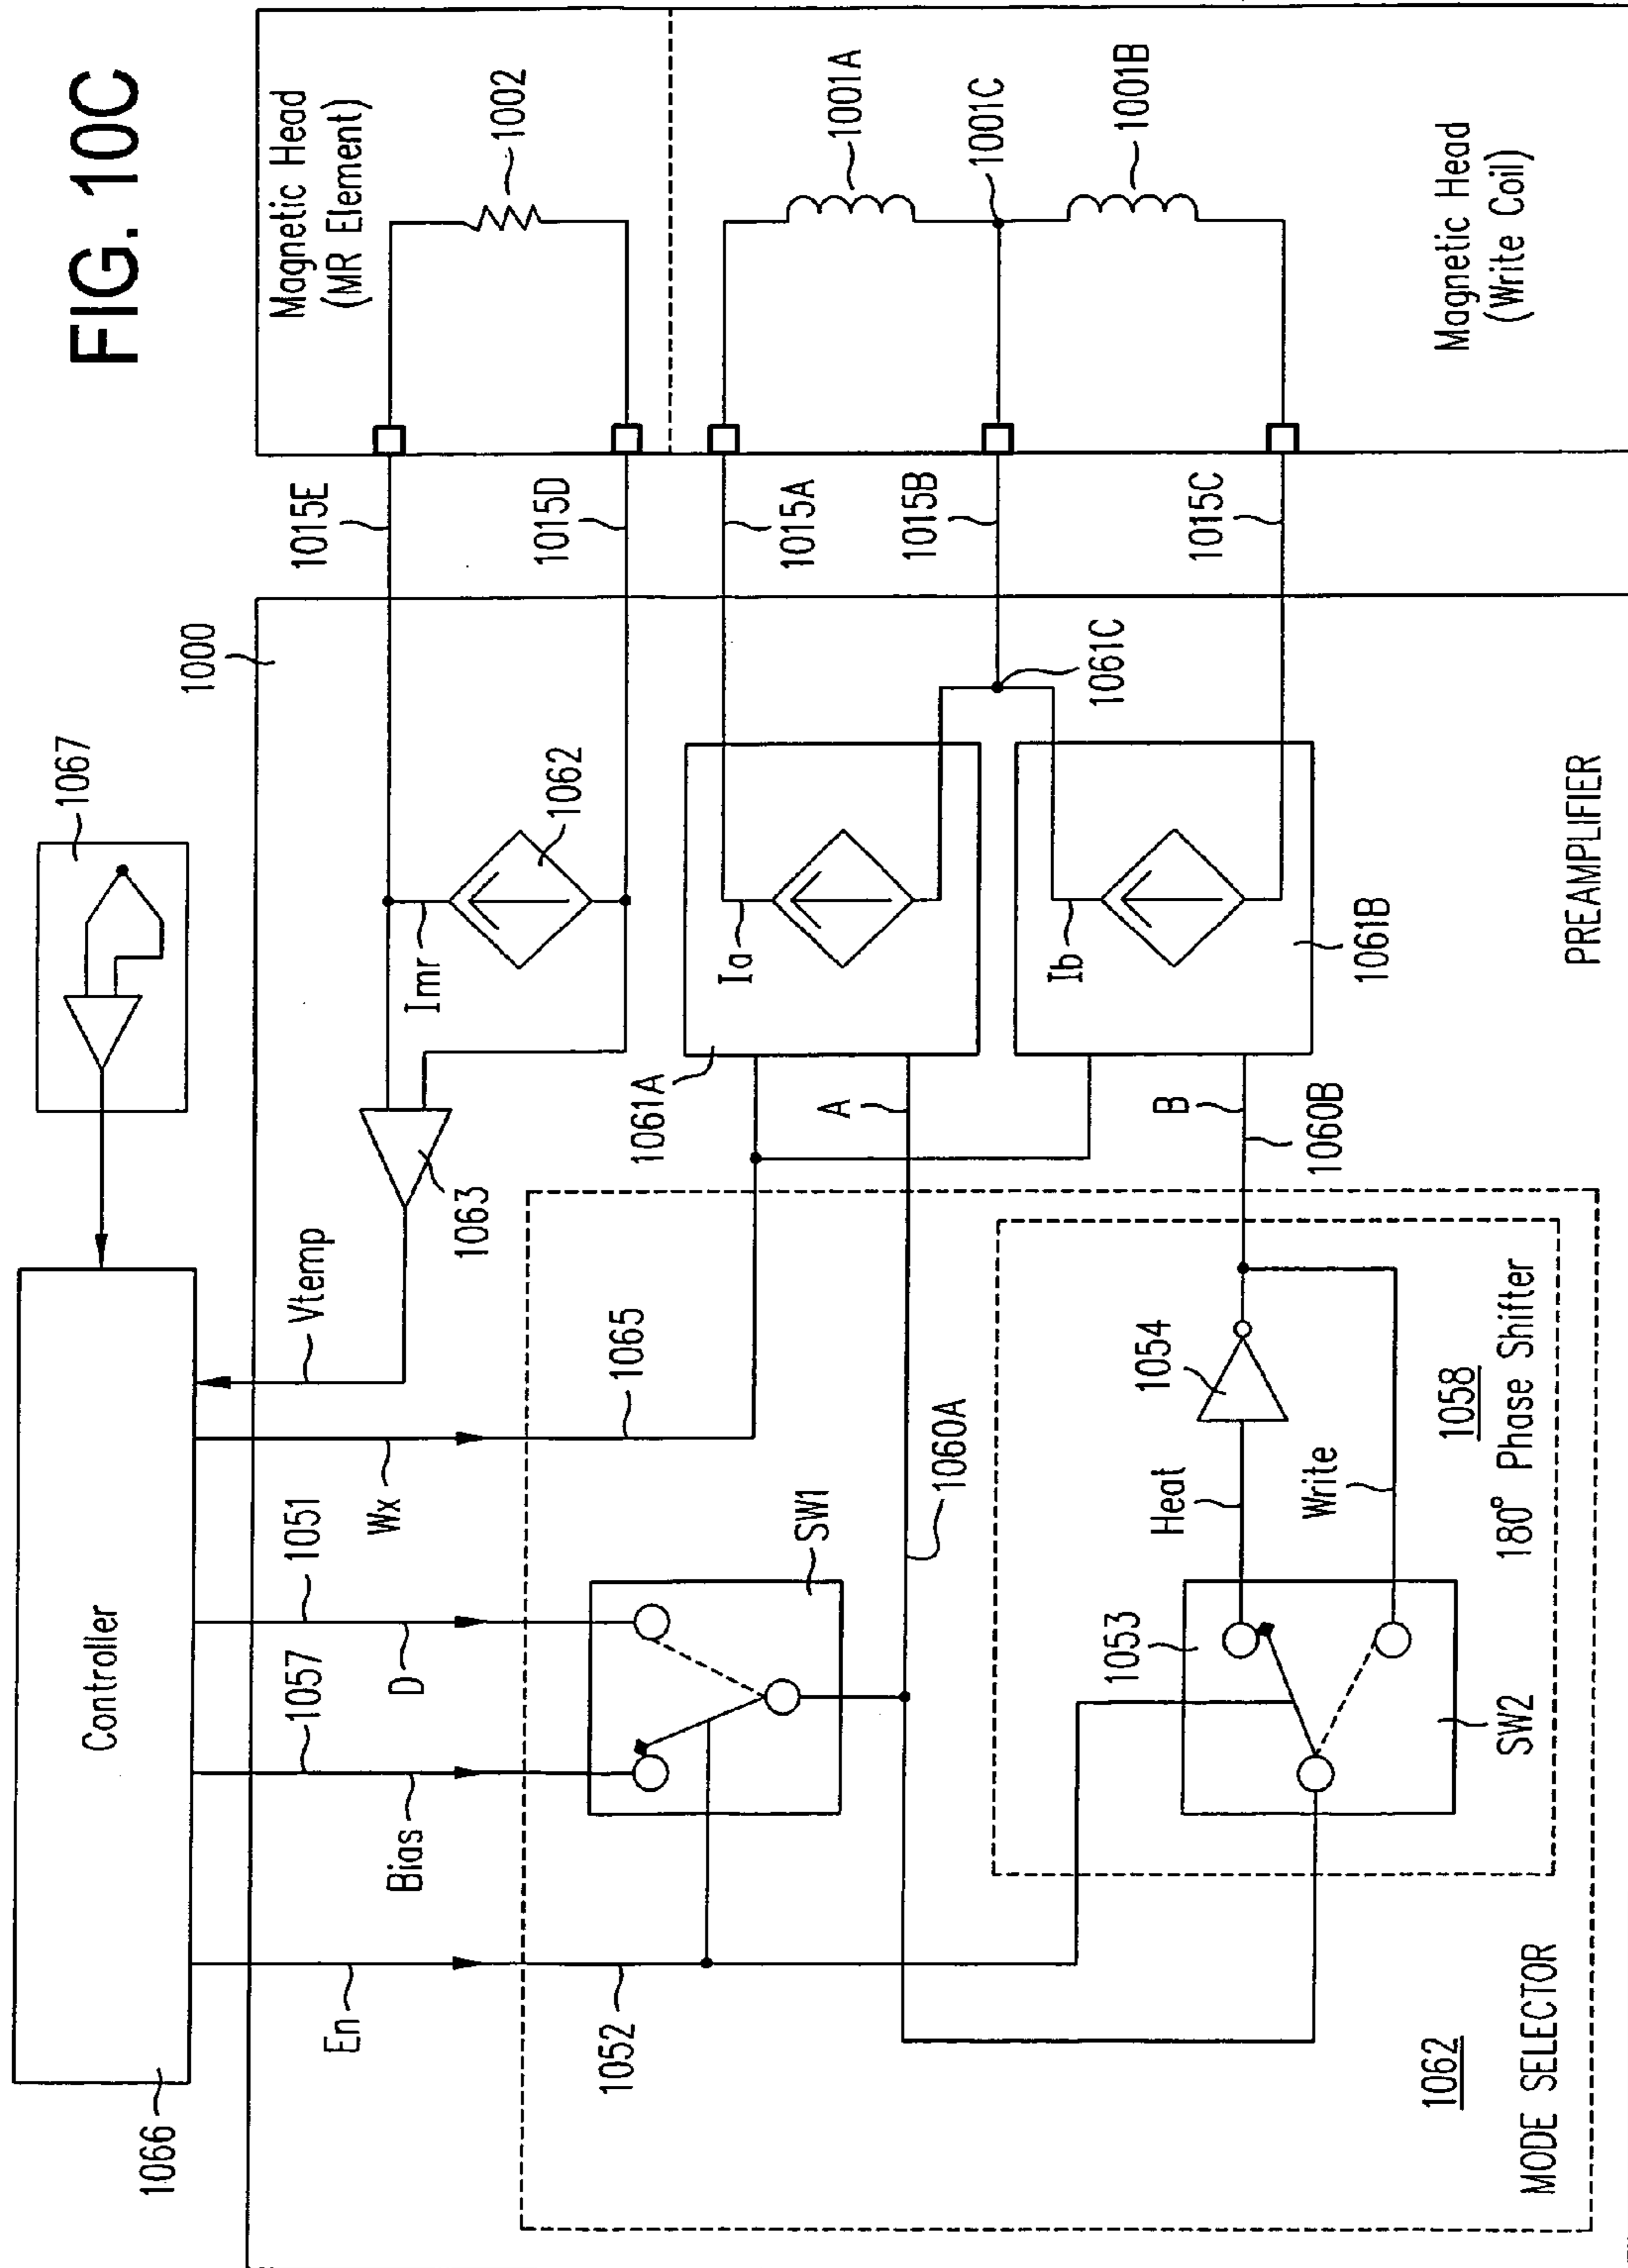 FIG. 10C
Magnetic Head
(MR Element)
1002
1001A
1001C
1001B
Magnetic Head
(Write Coil)
1015E
1015D
1015A
1015B
1015C
1000
1067
Imr
1062
1063
Vtemp
Ia
1061A
A
1061C
Ib
1061B
B
1060B
PREAMPLIFIER
Controller
1066
Wx
1065
1051
D
1057
Bias
En
1052
SW1
1060A
1053
SW2
Heat
Write
1054
1058
180° Phase Shifter
1062
MODE SELECTOR